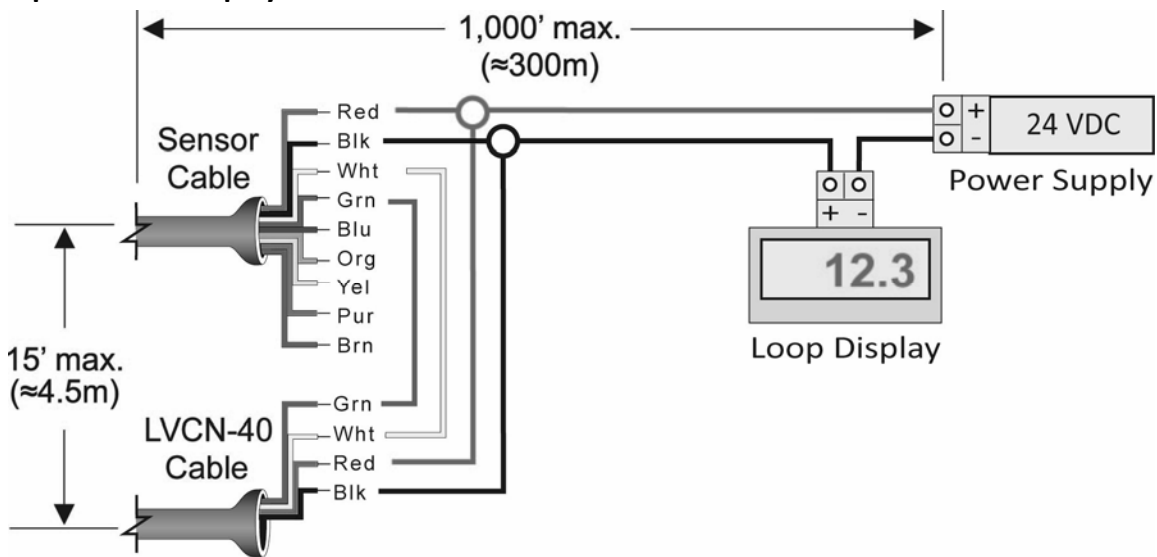 1,000' max.
(≈300m)
Sensor
Cable
Red
Blk
Wht
Grn
Blu
Org
Yel
Pur
Brn
+
-
24 VDC
Power Supply
+ -
12.3
Loop Display
15' max.
(≈4.5m)
LVCN-40
Cable
Grn
Wht
Red
Blk